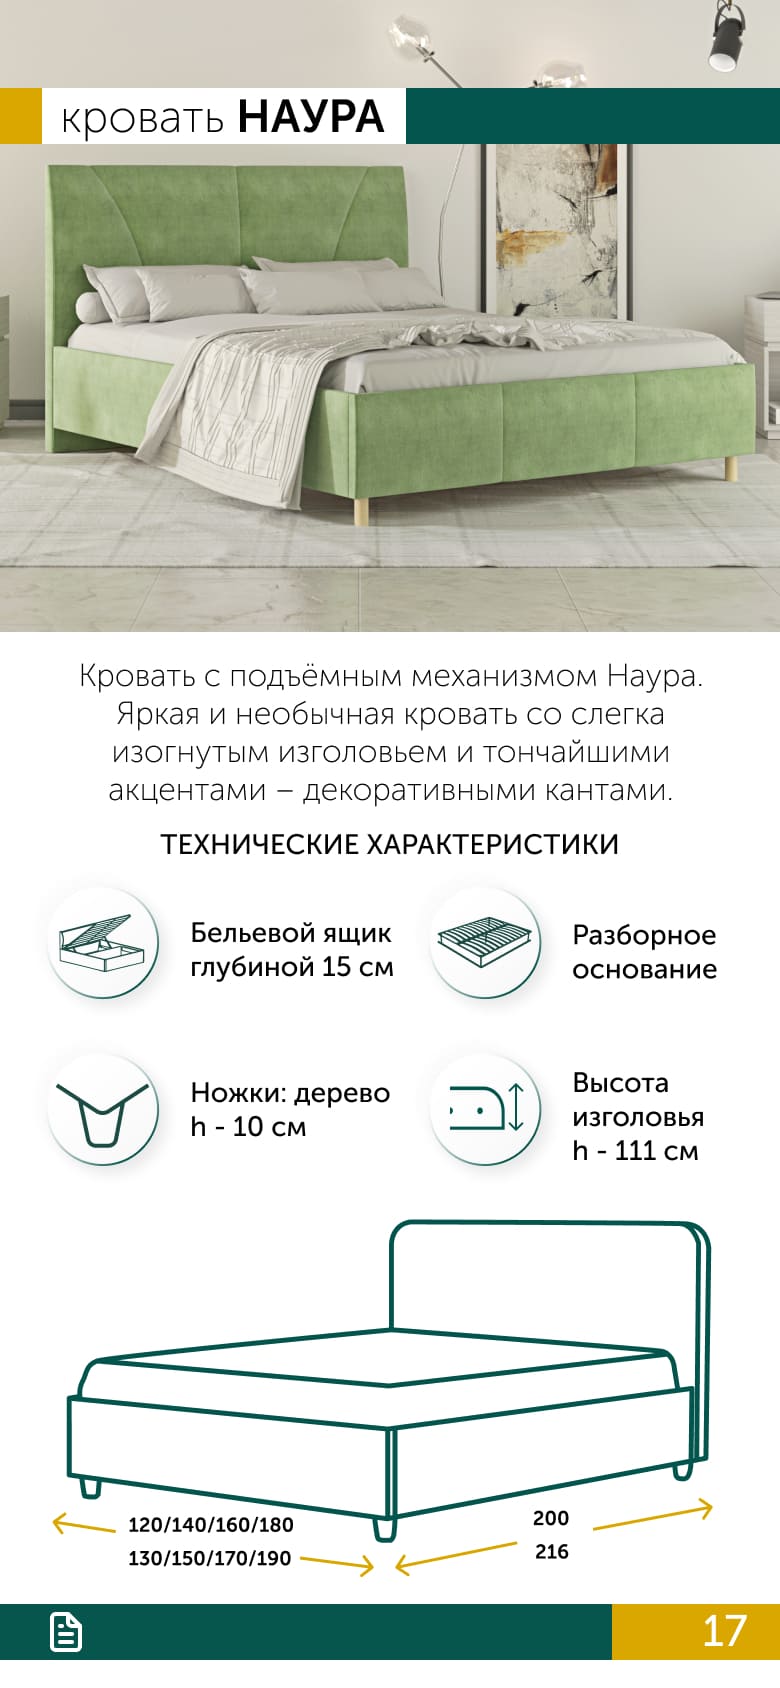 кровать НАУРА
Кровать с подъёмным механизмом Наура.
Яркая и необычная кровать со слегка
изогнутым изголовьем и тончайшими
акцентами – декоративными кантами.
ТЕХНИЧЕСКИЕ ХАРАКТЕРИСТИКИ
Бельевой ящик
глубиной 15 см
Разборное
основание
Ножки: дерево
h - 10 см
Высота
изголовья
h - 111 см
120/140/160/180
130/150/170/190
200
216
17